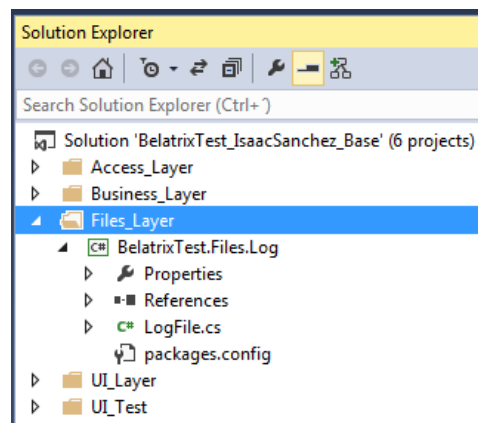 Solution Explorer
Search Solution Explorer (Ctrl+´)
Solution 'BelatrixTest_IsaacSanchez_Base' (6 projects)
Access_Layer
Business_Layer
Files_Layer
C# BelatrixTest.Files.Log
Properties
References
C# LogFile.cs
packages.config
UI_Layer
UI_Test